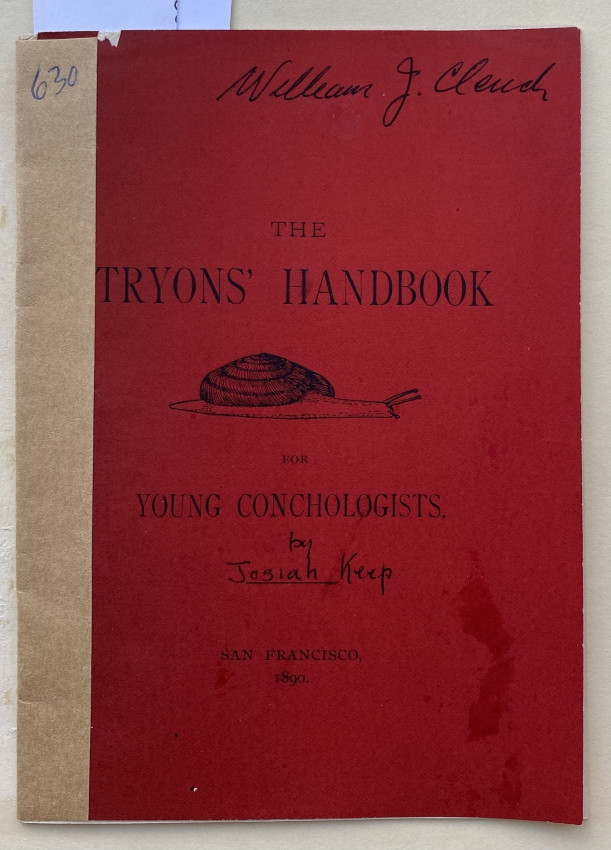 630
William J. Clench
THE
TRYONS' HANDBOOK
FOR
YOUNG CONCHOLOGISTS.
by
Josiah Keep
SAN FRANCISCO,
1890.